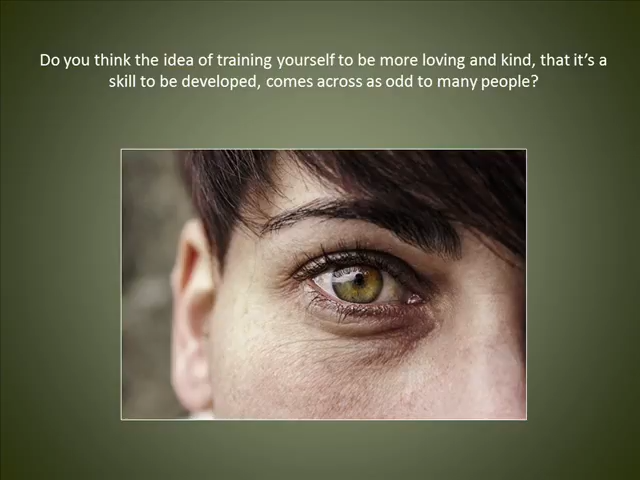 Do you think the idea of training yourself to be more loving and kind, that it’s a
skill to be developed, comes across as odd to many people?